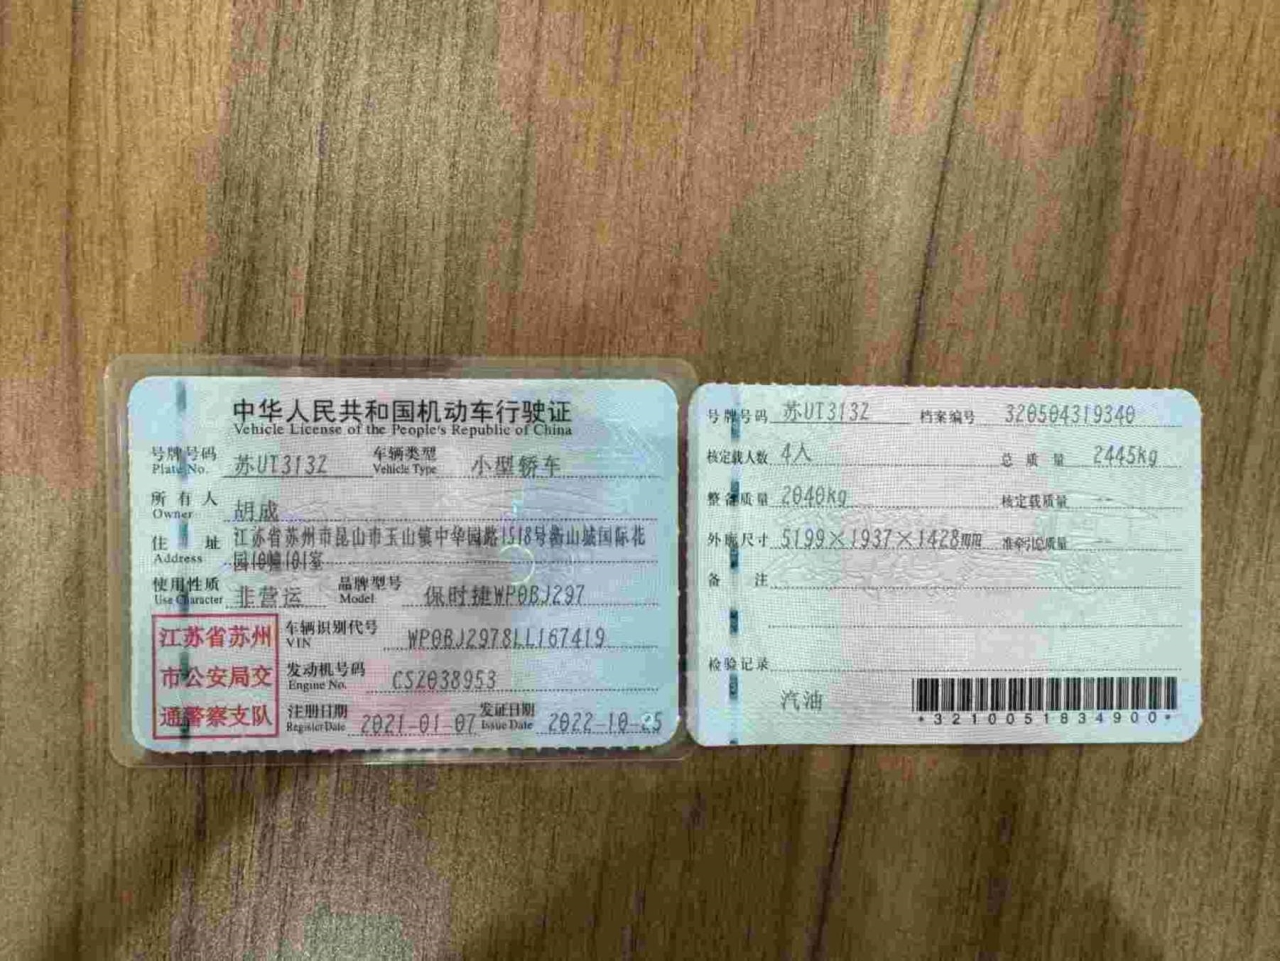 中华人民共和国机动车行驶证
Vehicle License of the People's Republic of China
号牌号码 苏UT313Z 车辆类型 小型轿车
Plate No. Vehicle Type
所有人 胡成
Owner
住址 江苏省苏州市昆山市玉山镇中华园路1518号衡山城国际花
Address 园10幢101室
使用性质 非营运 品牌型号 保时捷WP0BJ297
Use Character Model
江苏省苏州
市公安局交
通警察支队
车辆识别代号 WP0BJ2978LL167419
VIN
发动机号码 CSZ038953
Engine No.
注册日期 2021-01-07 发证日期 2022-10-25
Register Date Issue Date
号牌号码 苏UT313Z 档案编号 320504319340
核定载人数 4人 总质量 2445kg
整备质量 2040kg 核定载质量 --
外廓尺寸 5199×1937×1428mm 准牵引总质量 --
备注
检验记录
汽油
*3210051834900*